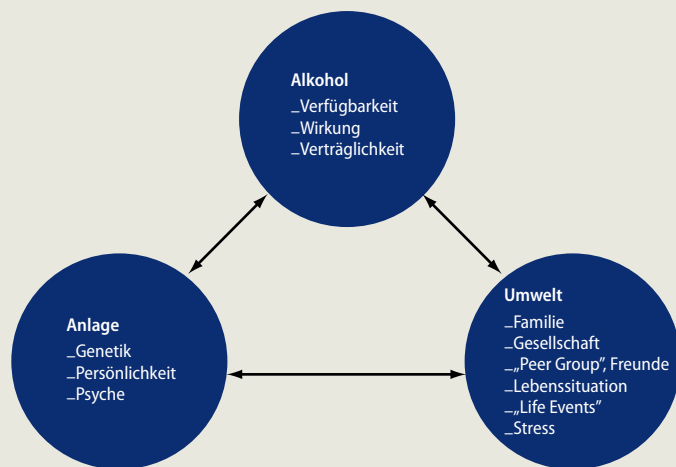 Alkohol
_Verfügbarkeit
_Wirkung
_Verträglichkeit
Anlage
_Genetik
_Persönlichkeit
_Psyche
Umwelt
_Familie
_Gesellschaft
_„Peer Group”, Freunde
_Lebenssituation
_„Life Events”
_Stress